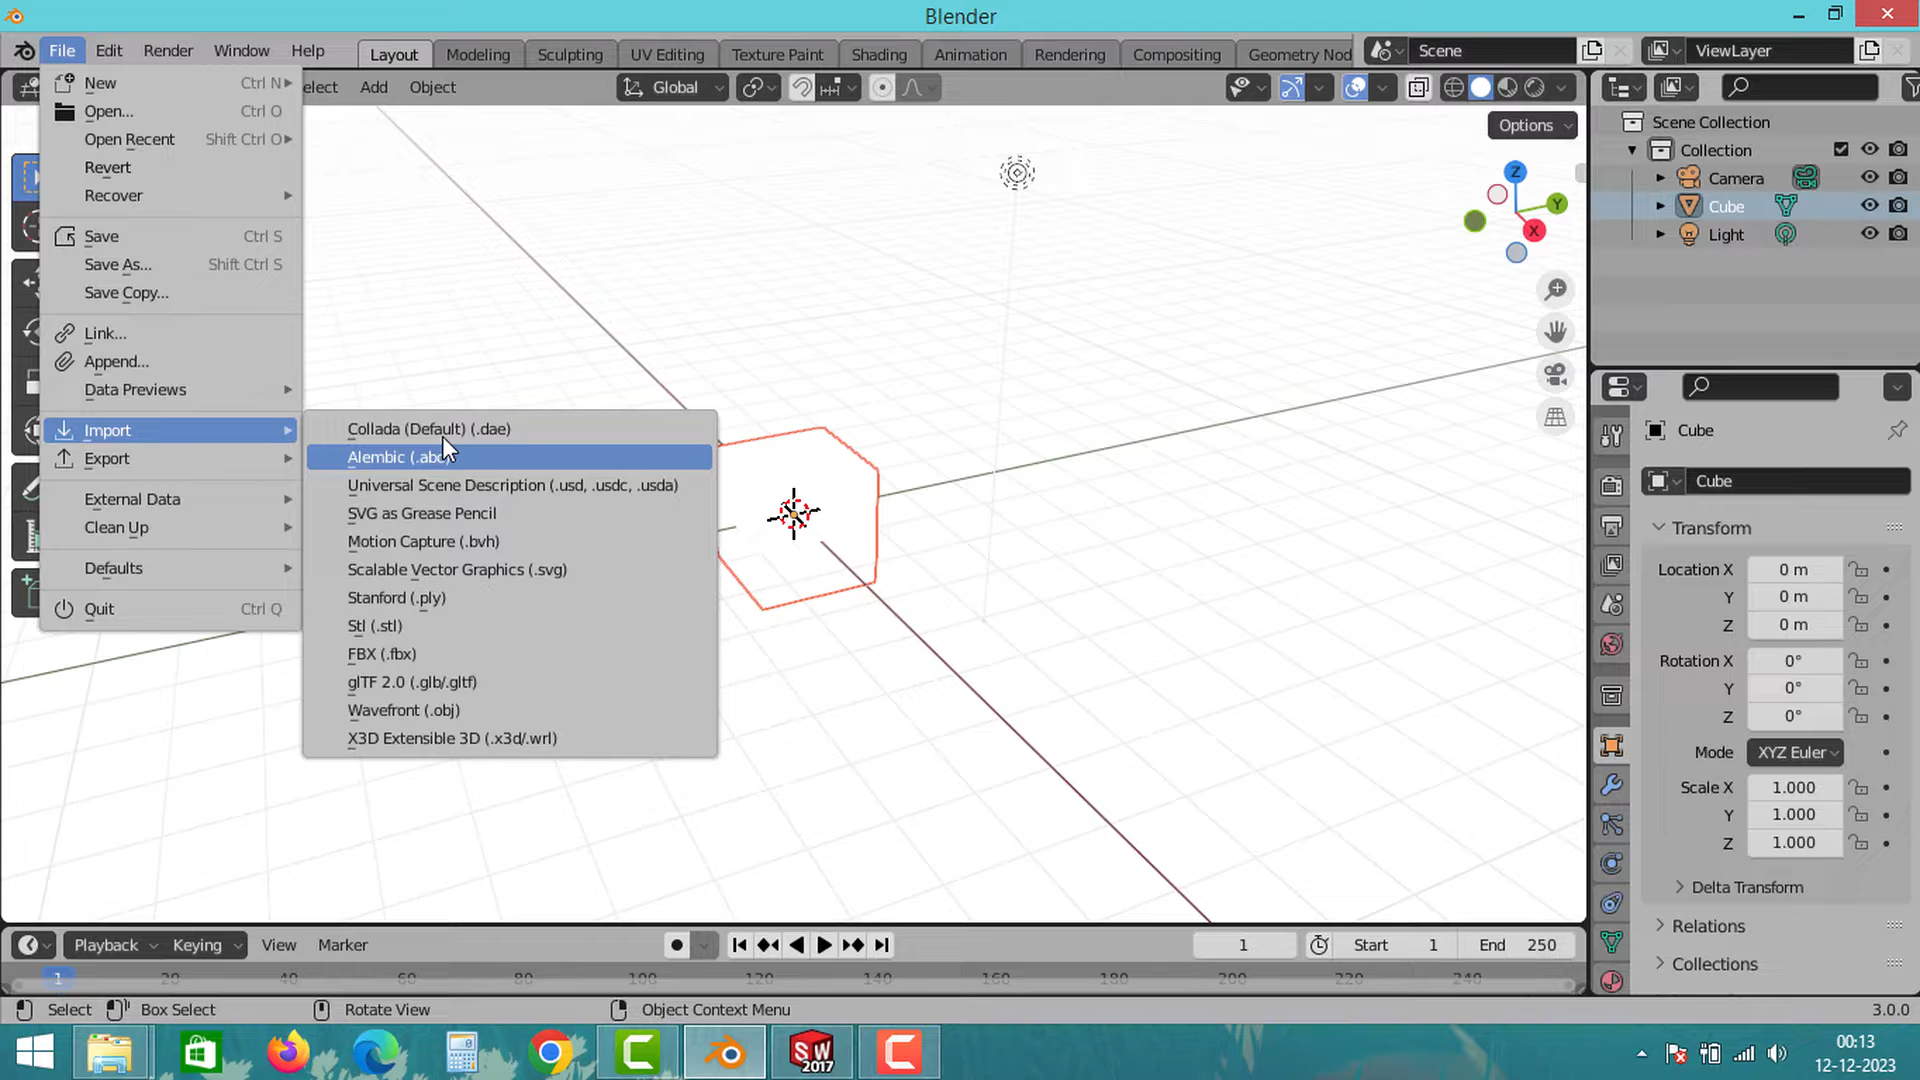 Blender
File Edit Render Window Help Layout Modeling Sculpting UV Editing Texture Paint Shading Animation Rendering Compositing Geometry Nod Scene ViewLayer
elect Add Object Global
Options
New Ctrl N
Open... Ctrl O
Open Recent Shift Ctrl O
Revert
Recover
Save Ctrl S
Save As... Shift Ctrl S
Save Copy...
Link...
Append...
Data Previews
Import
Export
External Data
Clean Up
Defaults
Quit Ctrl Q
Collada (Default) (.dae)
Alembic (.abc)
Universal Scene Description (.usd, .usdc, .usda)
SVG as Grease Pencil
Motion Capture (.bvh)
Scalable Vector Graphics (.svg)
Stanford (.ply)
Stl (.stl)
FBX (.fbx)
glTF 2.0 (.glb/.gltf)
Wavefront (.obj)
X3D Extensible 3D (.x3d/.wrl)
Z
Y
X
Scene Collection
Collection
Camera
Cube
Light
Cube
Cube
Transform
Location X 0 m
Y 0 m
Z 0 m
Rotation X 0°
Y 0°
Z 0°
Mode XYZ Euler
Scale X 1.000
Y 1.000
Z 1.000
Delta Transform
Relations
Collections
Playback Keying View Marker 1 Start 1 End 250
1 20 40 60 80 100 120 140 160 180 200 220 240
Select Box Select Rotate View Object Context Menu 3.0.0
SW
2017
00:13
12-12-2023